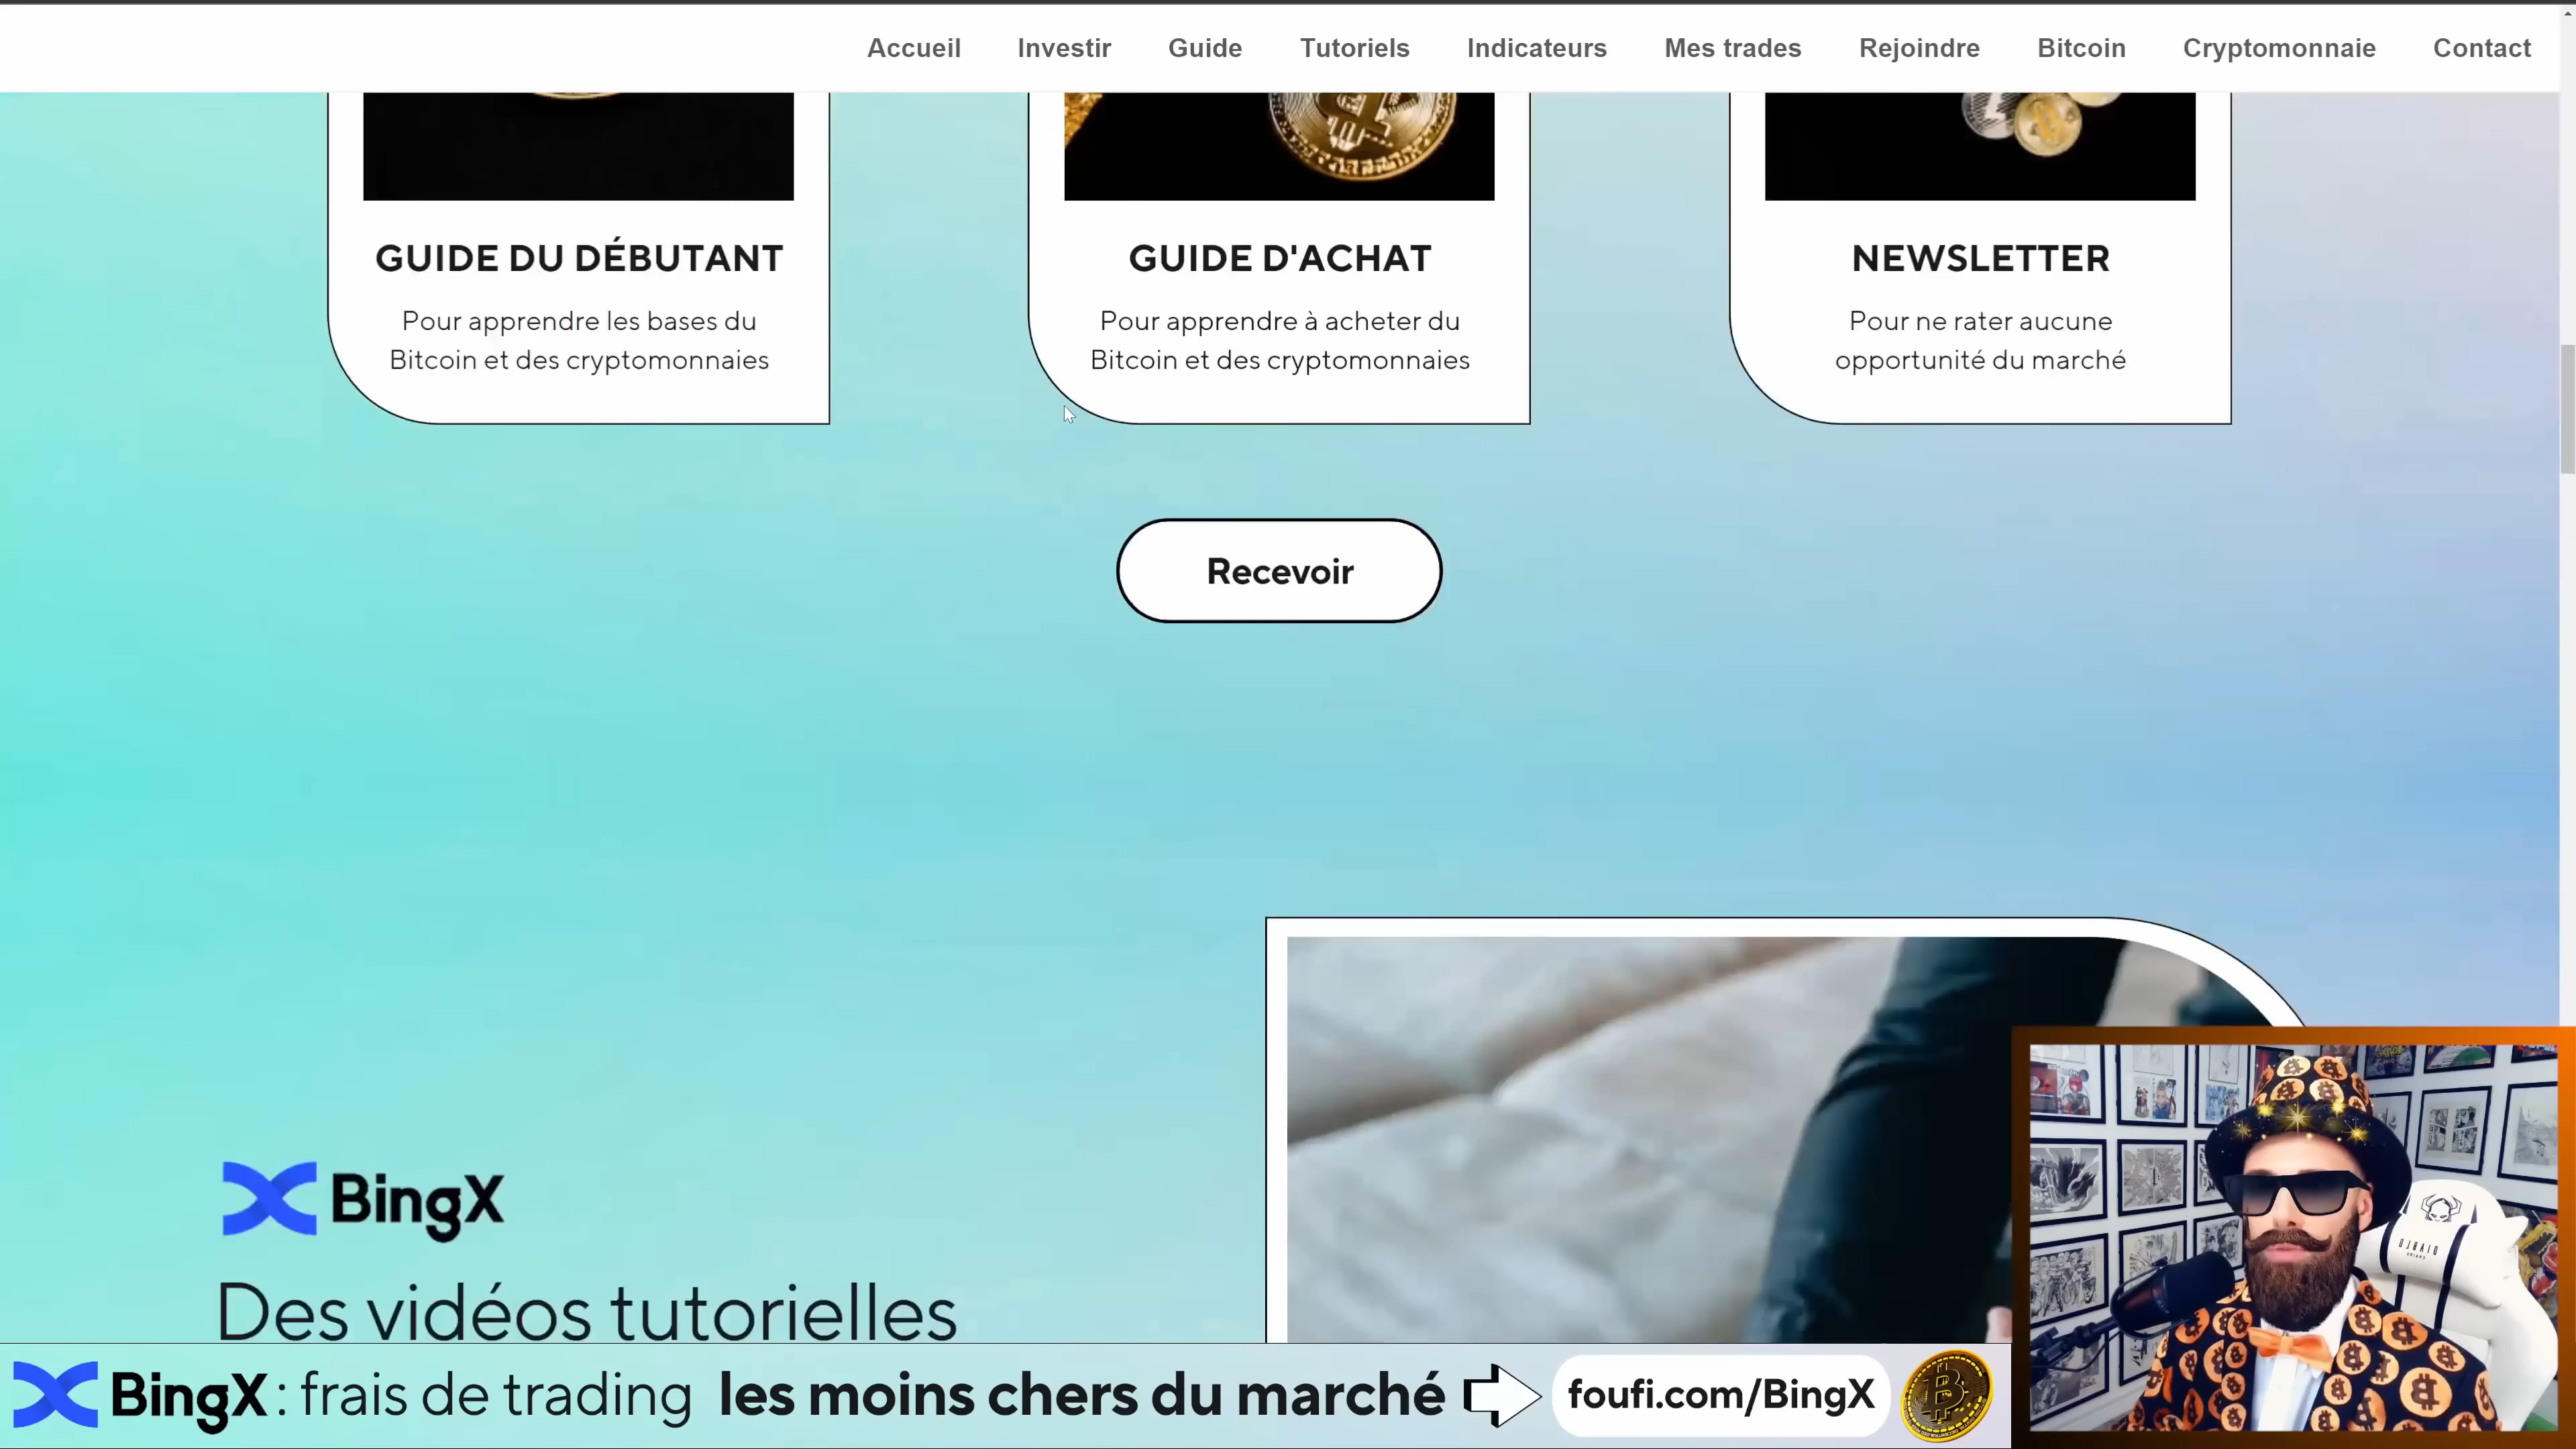 Accueil Investir Guide Tutoriels Indicateurs Mes trades Rejoindre Bitcoin Cryptomonnaie Contact
GUIDE DU DÉBUTANT
Pour apprendre les bases du
Bitcoin et des cryptomonnaies
GUIDE D'ACHAT
Pour apprendre à acheter du
Bitcoin et des cryptomonnaies
NEWSLETTER
Pour ne rater aucune
opportunité du marché
Recevoir
BingX
Des vidéos tutorielles
BingX : frais de trading les moins chers du marché
foufi.com/BingX
DIABLO